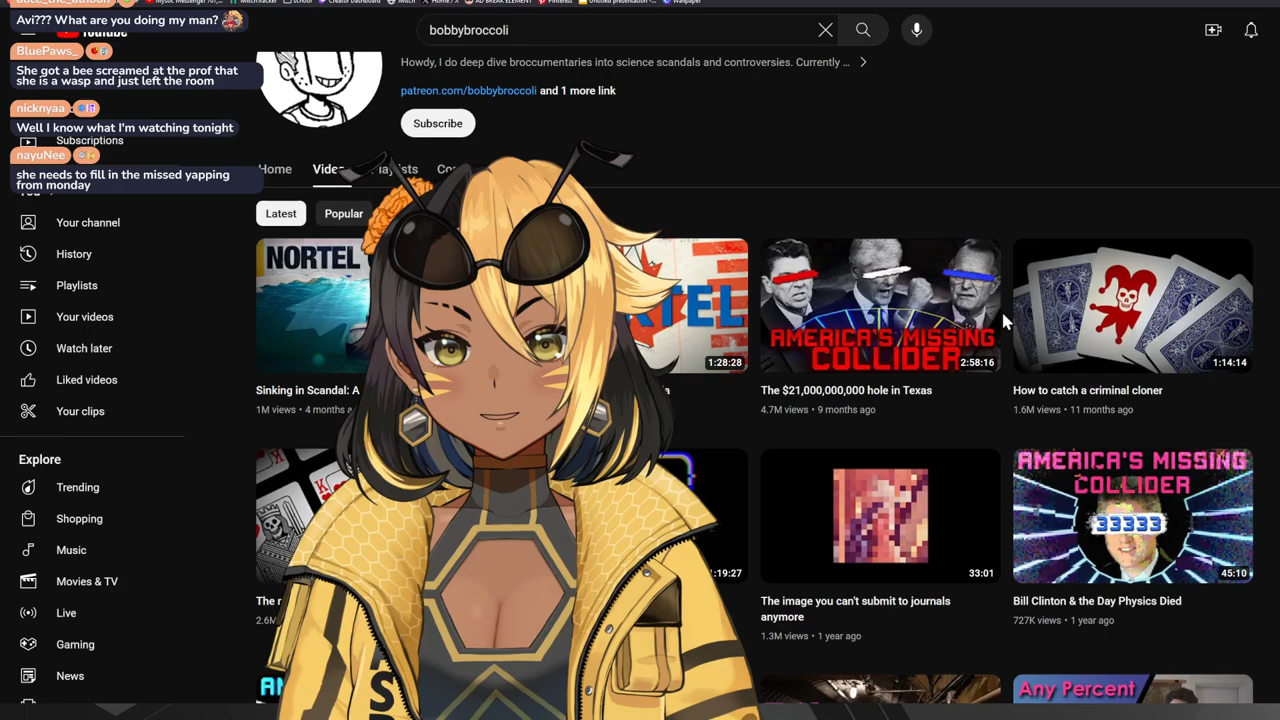 Avi??? What are you doing my man?
BluePaws_
She got a bee screamed at the prof that
she is a wasp and just left the room
nicknyaa
Well I know what I'm watching tonight
nayuNee
she needs to fill in the missed yapping
from monday
bobbybroccoli
Howdy, I do deep dive broccumentaries into science scandals and controversies. Currently ...
patreon.com/bobbybroccoli and 1 more link
Subscribe
Home
Latest
Popular
Subscriptions
Your channel
History
Playlists
Your videos
Watch later
Liked videos
Your clips
Explore
Trending
Shopping
Music
Movies & TV
Live
Gaming
News
NORTEL
1:28:28
Sinking in Scandal: A
1M views • 4 months a
AMERICA'S MISSING
COLLIDER
2:58:16
The $21,000,000,000 hole in Texas
4.7M views • 9 months ago
1:14:14
How to catch a criminal cloner
1.6M views • 11 months ago
:19:27
33:01
The image you can't submit to journals
anymore
1.3M views • 1 year ago
AMERICA'S MISSING
COLLIDER
33333
45:10
Bill Clinton & the Day Physics Died
727K views • 1 year ago
Any Percent